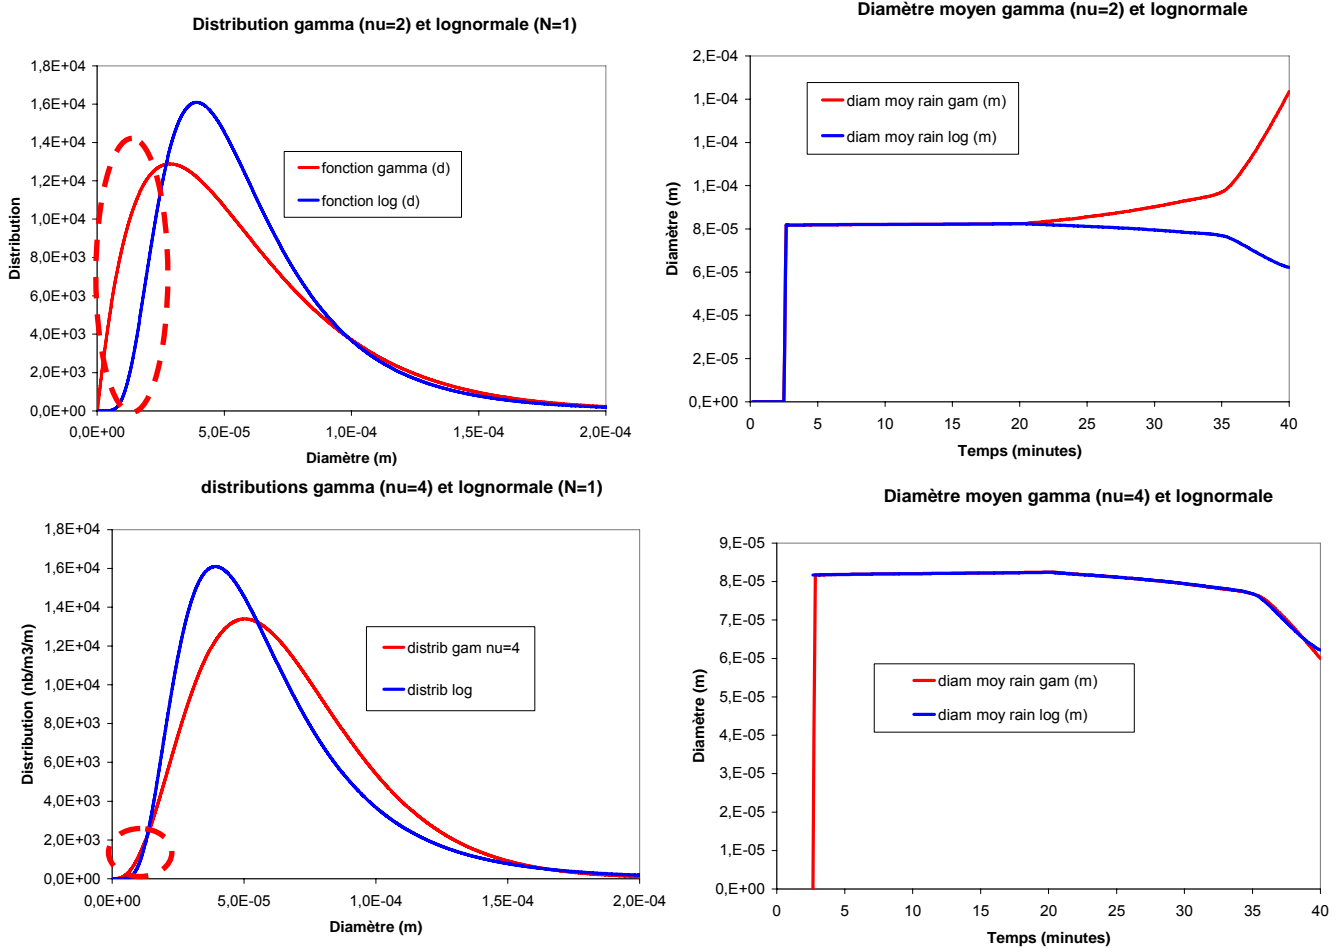 Distribution gamma (nu=2) et lognormale (N=1)
Distribution
1,8E+04
1,6E+04
1,4E+04
1,2E+04
1,0E+04
8,0E+03
6,0E+03
4,0E+03
2,0E+03
0,0E+00
fonction gamma (d)
fonction log (d)
0,0E+00 5,0E-05 1,0E-04 1,5E-04 2,0E-04
Diamètre (m)
Diamètre moyen gamma (nu=2) et lognormale
Diamètre (m)
2,E-04
1,E-04
1,E-04
1,E-04
8,E-05
6,E-05
4,E-05
2,E-05
0,E+00
diam moy rain gam (m)
diam moy rain log (m)
0 5 10 15 20 25 30 35 40
Temps (minutes)
distributions gamma (nu=4) et lognormale (N=1)
Distribution (nb/m3/m)
1,8E+04
1,6E+04
1,4E+04
1,2E+04
1,0E+04
8,0E+03
6,0E+03
4,0E+03
2,0E+03
0,0E+00
distrib gam nu=4
distrib log
0,0E+00 5,0E-05 1,0E-04 1,5E-04 2,0E-04
Diamètre (m)
Diamètre moyen gamma (nu=4) et lognormale
Diamètre (m)
9,E-05
8,E-05
7,E-05
6,E-05
5,E-05
4,E-05
3,E-05
2,E-05
1,E-05
0,E+00
diam moy rain gam (m)
diam moy rain log (m)
0 5 10 15 20 25 30 35 40
Temps (minutes)